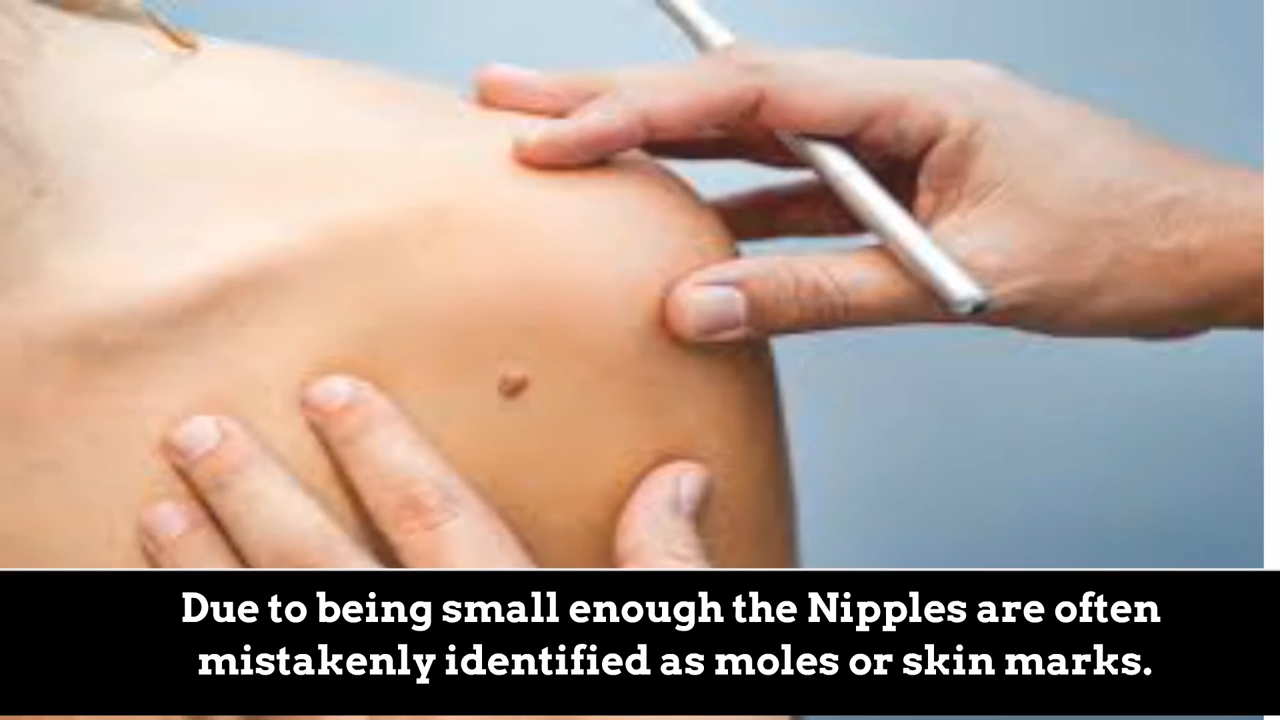 Due to being small enough the Nipples are often
mistakenly identified as moles or skin marks.